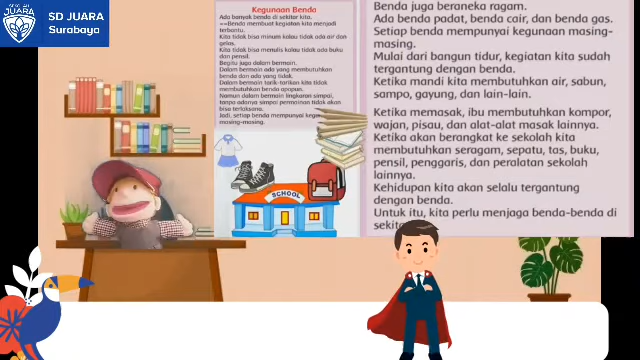 SEKOLAH
JUARA
SD JUARA
Surabaya
Kegunaan Benda
Ada banyak benda di sekitar kita,
Benda membuat kegiatan kita menjadi
terbantu.
Kita tidak bisa minum kalau tidak ada air dan
gelas.
Kita tidak bisa menulis kalau tidak ada buku
dan pensil.
Begitu juga dalam bermain.
Dalam bermain ada yang membutuhkan
benda dan ada yang tidak.
Dalam bermain tarik-tarikan kita tidak
membutuhkan benda apapun.
Namun dalam bermain lingkaran simpai,
tanpa adanya simpai permainan tidak akan
bisa terlaksana.
Jadi, setiap benda mempunyai
masing-masing.
SCHOOL
Benda juga beraneka ragam.
Ada benda padat, benda cair, dan benda gas.
Setiap benda mempunyai kegunaan masing-
masing.
Mulai dari bangun tidur, kegiatan kita sudah
tergantung dengan benda.
Ketika mandi kita membutuhkan air, sabun,
sampo, gayung, dan lain-lain.
Ketika memasak, ibu membutuhkan kompor,
wajan, pisau, dan alat-alat masak lainnya.
Ketika akan berangkat ke sekolah kita
membutuhkan seragam, sepatu, tas, buku,
pensil, penggaris, dan peralatan sekolah
lainnya.
Kehidupan kita akan selalu tergantung
dengan benda.
Untuk itu, kita perlu menjaga benda-benda di